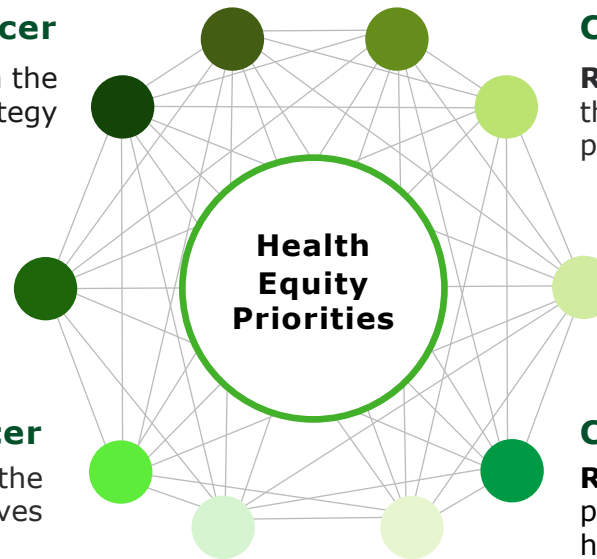 cer
the
tegy
R
th
p
Health
Equity
Priorities
cer
the
ves
R
p
h